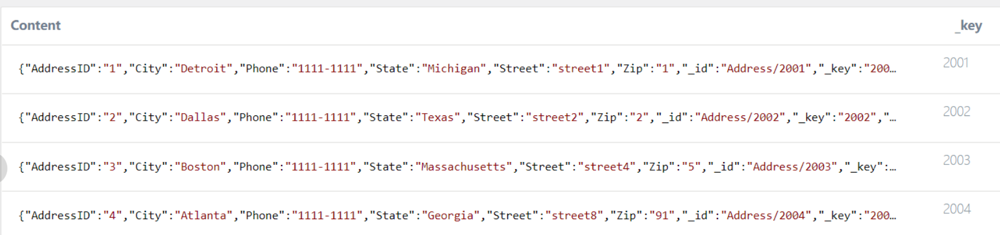 Content _key
{"AddressID":"1","City":"Detroit","Phone":"1111-1111","State":"Michigan","Street":"street1","Zip":"1","_id":"Address/2001","_key":"200… 2001
{"AddressID":"2","City":"Dallas","Phone":"1111-1111","State":"Texas","Street":"street2","Zip":"2","_id":"Address/2002","_key":"2002","… 2002
{"AddressID":"3","City":"Boston","Phone":"1111-1111","State":"Massachusetts","Street":"street4","Zip":"5","_id":"Address/2003","_key":… 2003
{"AddressID":"4","City":"Atlanta","Phone":"1111-1111","State":"Georgia","Street":"street8","Zip":"91","_id":"Address/2004","_key":"200… 2004